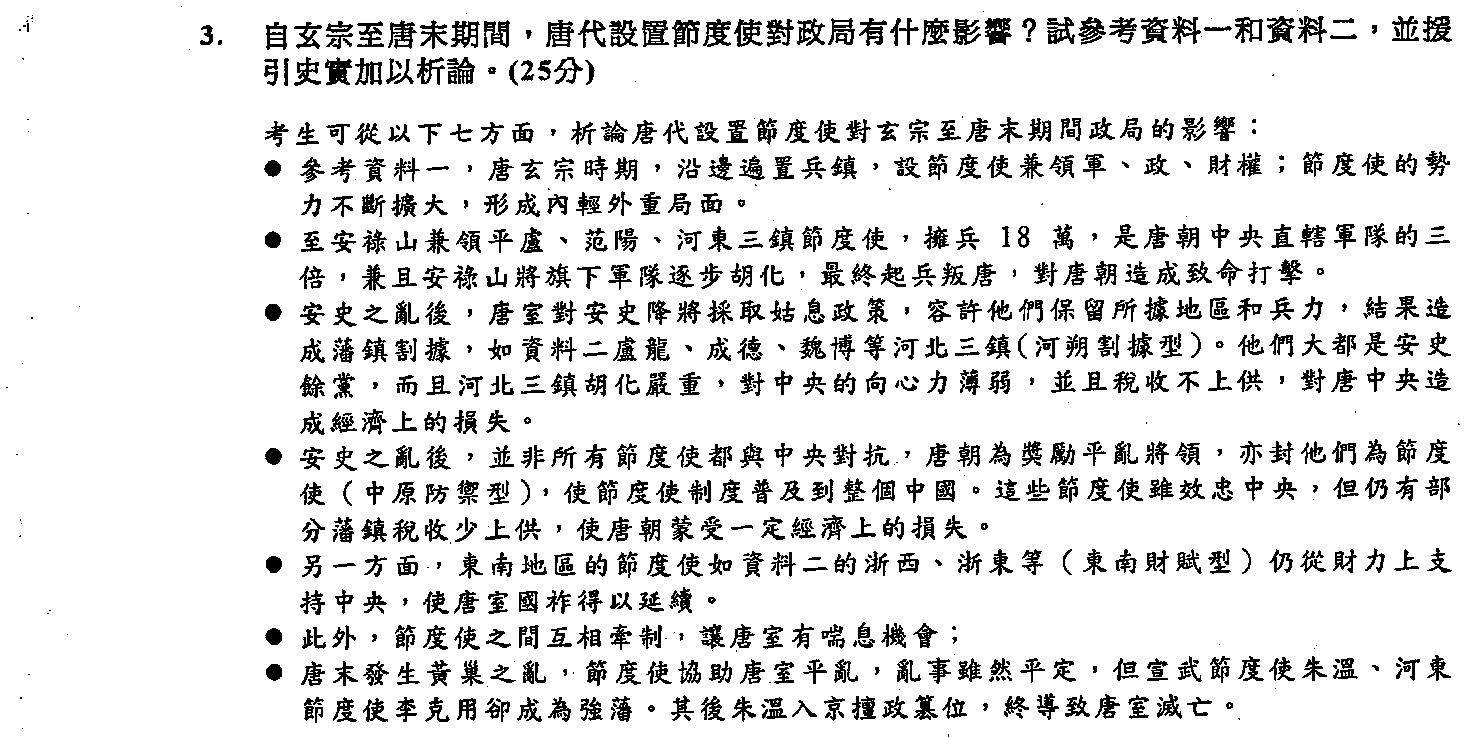 3. 自玄宗至唐末期間，唐代設置節度使對政局有什麼影響？試參考資料一和資料二，並援
引史實加以析論。(25分)
考生可從以下七方面，析論唐代設置節度使對玄宗至唐末期間政局的影響：
● 參考資料一，唐玄宗時期，沿邊遍置兵鎮，設節度使兼領軍、政、財權；節度使的勢
力不斷擴大，形成內輕外重局面。
● 至安祿山兼領平盧、范陽、河東三鎮節度使，擁兵 18 萬，是唐朝中央直轄軍隊的三
倍，兼且安祿山將旗下軍隊逐步胡化，最終起兵叛唐，對唐朝造成致命打擊。
● 安史之亂後，唐室對安史降將採取姑息政策，容許他們保留所據地區和兵力，結果造
成藩鎮割據，如資料二盧龍、成德、魏博等河北三鎮(河朔割據型)。他們大都是安史
餘黨，而且河北三鎮胡化嚴重，對中央的向心力薄弱，並且稅收不上供，對唐中央造
成經濟上的損失。
● 安史之亂後，並非所有節度使都與中央對抗，唐朝為獎勵平亂將領，亦封他們為節度
使（中原防禦型），使節度使制度普及到整個中國。這些節度使雖效忠中央，但仍有部
分藩鎮稅收少上供，使唐朝蒙受一定經濟上的損失。
● 另一方面，東南地區的節度使如資料二的浙西、浙東等（東南財賦型）仍從財力上支
持中央，使唐室國祚得以延續。
● 此外，節度使之間互相牽制，讓唐室有喘息機會；
● 唐末發生黃巢之亂，節度使協助唐室平亂，亂事雖然平定，但宣武節度使朱溫、河東
節度使李克用卻成為強藩。其後朱溫入京擅政篡位，終導致唐室滅亡。